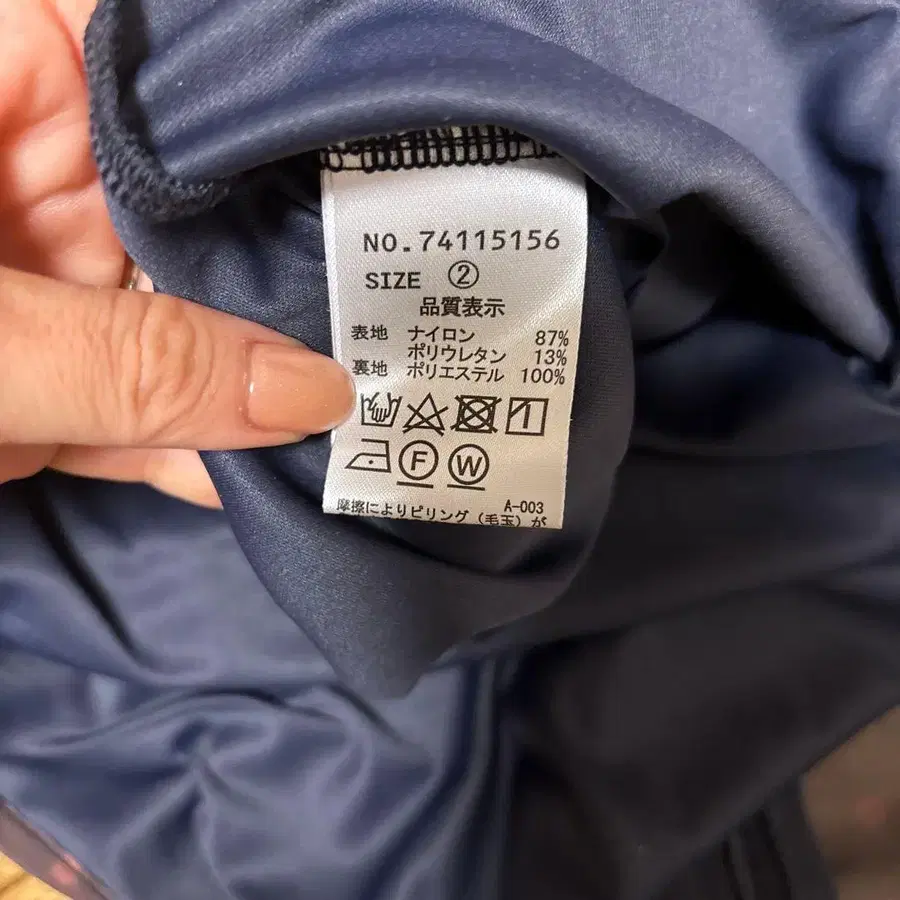 NO.74115156
SIZE ②
品質表示
表地 ナイロン 87%
ポリウレタン 13%
裏地 ポリエステル 100%
F W
A-003
摩擦によりピリング(毛玉)が